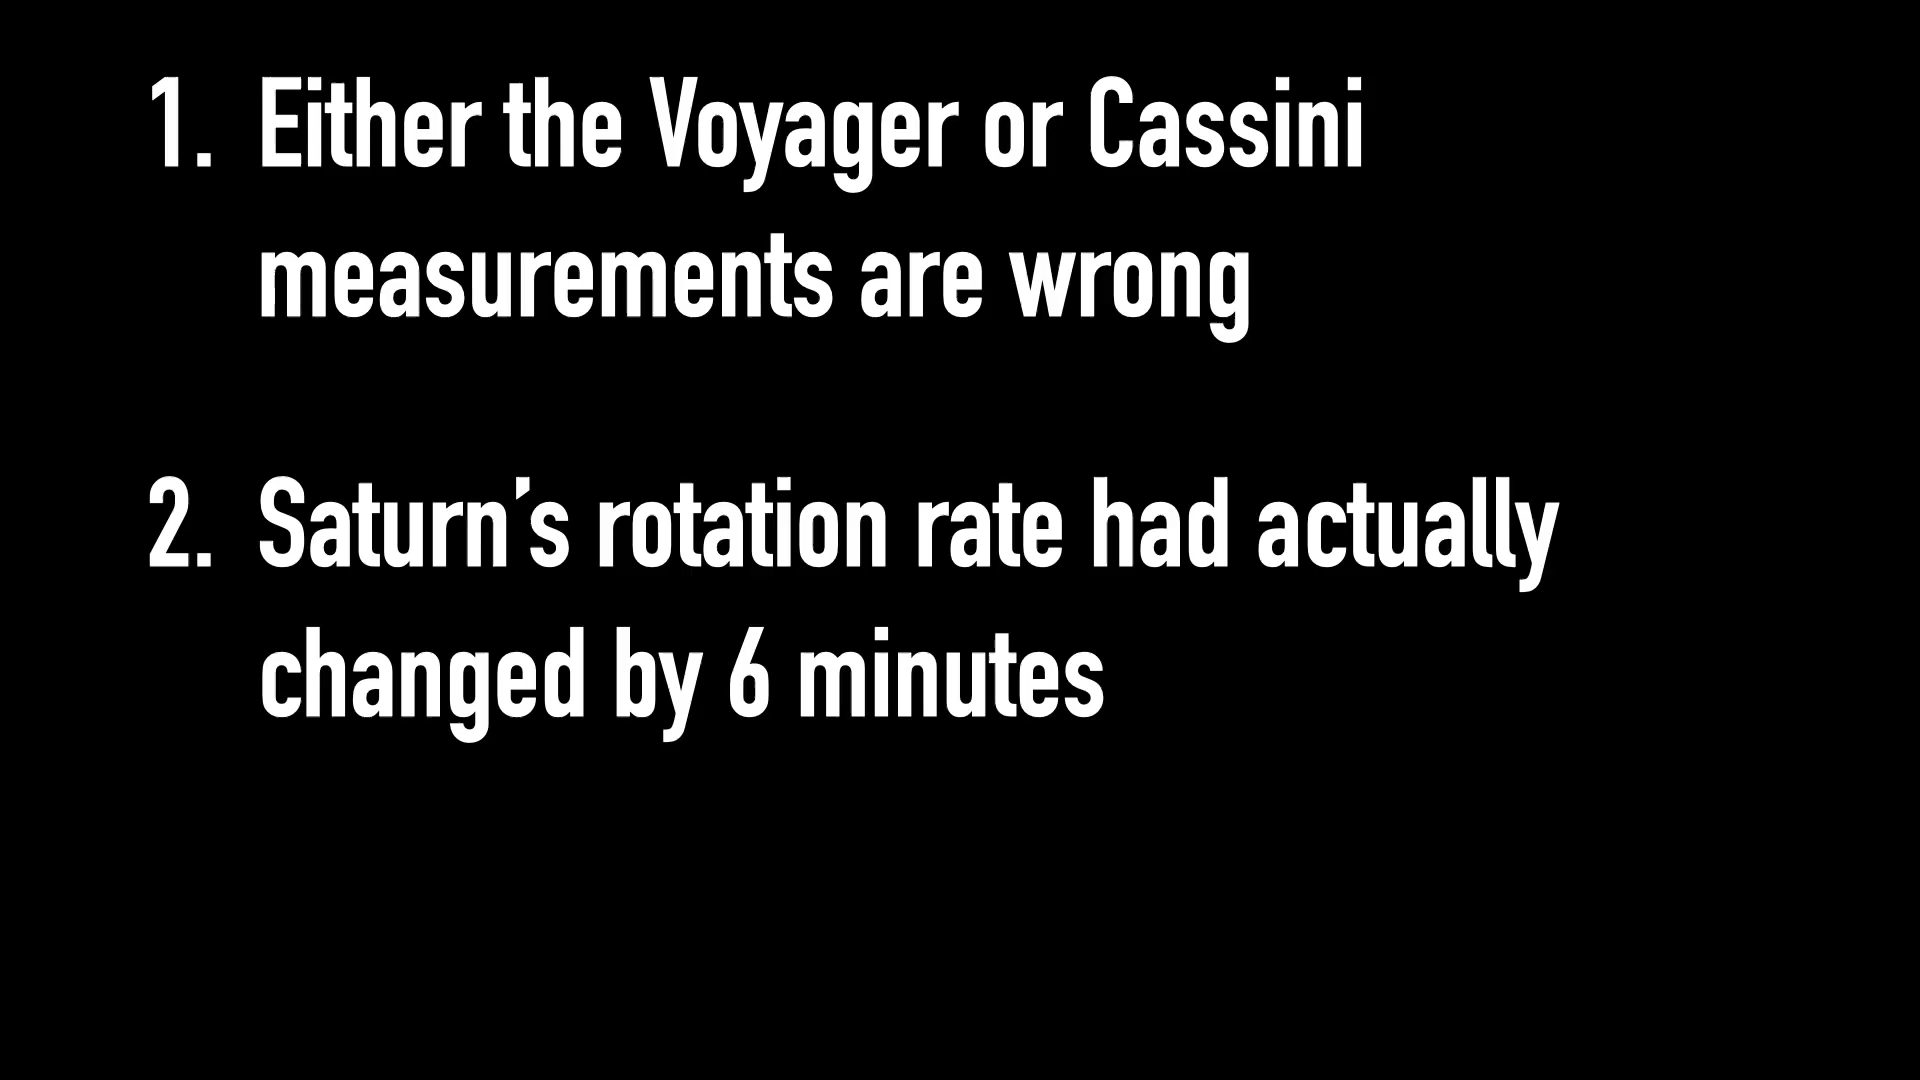 1. Either the Voyager or Cassini
measurements are wrong
2. Saturn’s rotation rate had actually
changed by 6 minutes